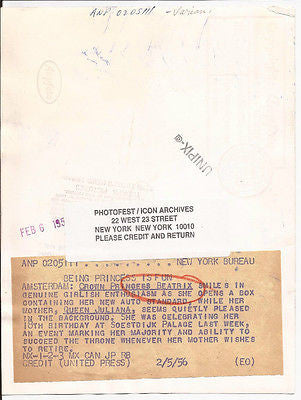 ANP 0205111 - Varian
UNIPIX
FEB 6 195
PHOTOFEST / ICON ARCHIVES
22 WEST 23 STREET
NEW YORK NEW YORK 10010
PLEASE CREDIT AND RETURN
ANP 0205111 NEW YORK BUREAU
BEING PRINCESS IS FUN
AMSTERDAM: CROWN PRINCESS BEATRIX SMILES IN
GENUINE GIRLISH ENTHUSIASM AS SHE OPENS A BOX
CONTAINING HER NEW AUTO STANDARD, WHILE HER
MOTHER, QUEEN JULIANA, SEEMS QUIETLY PLEASED
IN THE BACKGROUND. SHE WAS CELEBRATING HER
18TH BIRTHDAY AT SOESTDIJK PALACE LAST WEEK,
AN EVENT MARKING HER MAJORITY AND ABILITY TO
SUCCEED THE THRONE WHENEVER HER MOTHER WISHES
TO RETIRE.
NX-1-2-3 MX CAN JP RB
CREDIT (UNITED PRESS) 2/5/56 (EO)